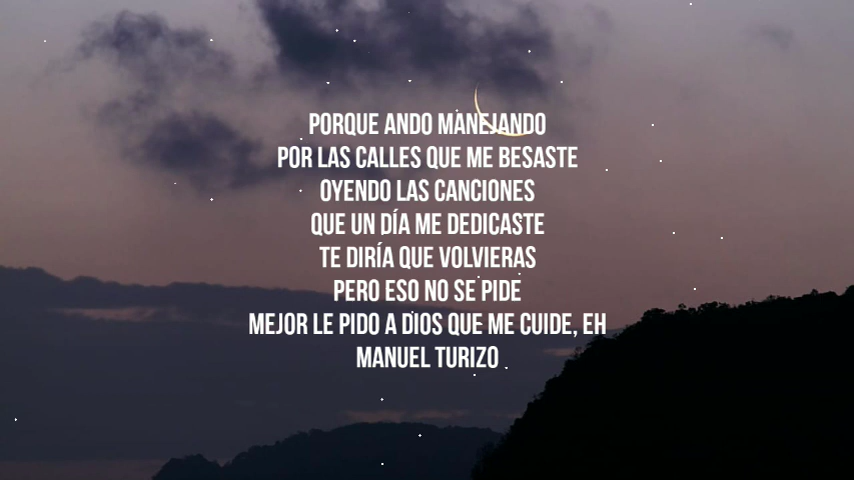 PORQUE ANDO MANEJANDO
POR LAS CALLES QUE ME BESASTE
OYENDO LAS CANCIONES
QUE UN DÍA ME DEDICASTE
TE DIRÍA QUE VOLVIERAS
PERO ESO NO SE PIDE
MEJOR LE PIDO A DIOS QUE ME CUIDE, EH
MANUEL TURIZO